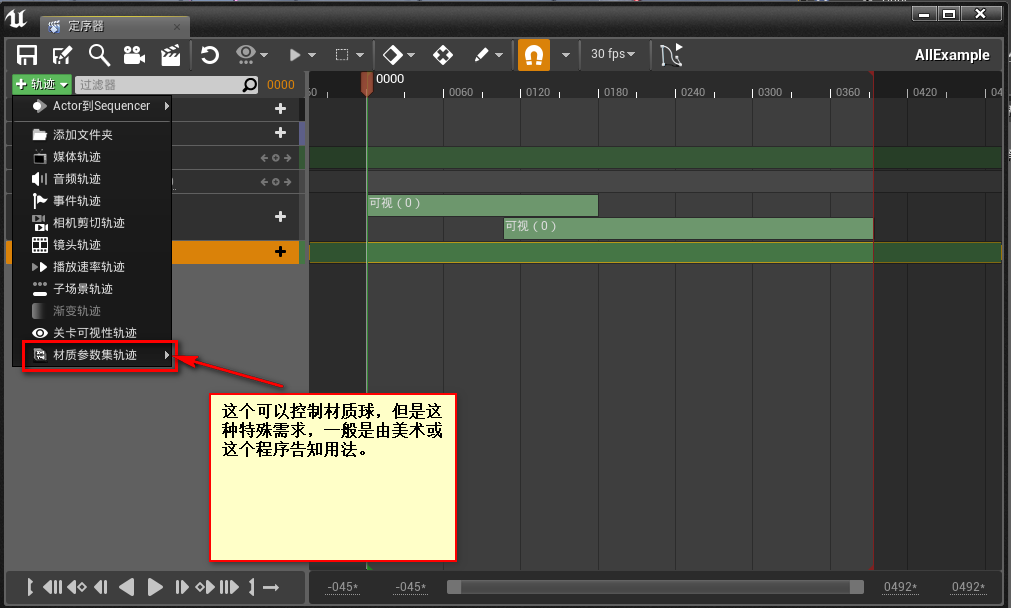 定序器
30 fps
AllExample
轨迹
过滤器
0000
0000
0060
0120
0180
0240
0300
0360
0420
Actor到Sequencer
添加文件夹
媒体轨迹
音频轨迹
事件轨迹
相机剪切轨迹
镜头轨迹
播放速率轨迹
子场景轨迹
渐变轨迹
关卡可视性轨迹
材质参数集轨迹
可视（0）
可视（0）
这个可以控制材质球，但是这
种特殊需求，一般是由美术或
这个程序告知用法。
-045*
-045*
0492*
0492*